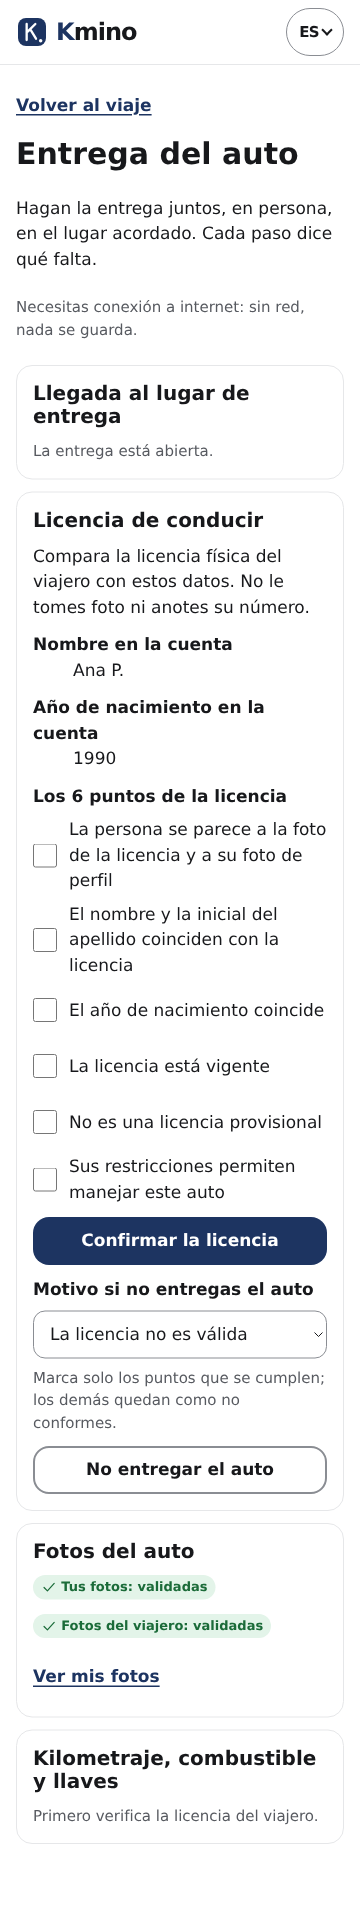 Kmino
ES
Volver al viaje
Entrega del auto
Hagan la entrega juntos, en persona,
en el lugar acordado. Cada paso dice
qué falta.
Necesitas conexión a internet: sin red,
nada se guarda.
Llegada al lugar de
entrega
La entrega está abierta.
Licencia de conducir
Compara la licencia física del
viajero con estos datos. No le
tomes foto ni anotes su número.
Nombre en la cuenta
Ana P.
Año de nacimiento en la
cuenta
1990
Los 6 puntos de la licencia
La persona se parece a la foto
de la licencia y a su foto de
perfil
El nombre y la inicial del
apellido coinciden con la
licencia
El año de nacimiento coincide
La licencia está vigente
No es una licencia provisional
Sus restricciones permiten
manejar este auto
Confirmar la licencia
Motivo si no entregas el auto
La licencia no es válida
Marca solo los puntos que se cumplen;
los demás quedan como no
conformes.
No entregar el auto
Fotos del auto
Tus fotos: validadas
Fotos del viajero: validadas
Ver mis fotos
Kilometraje, combustible
y llaves
Primero verifica la licencia del viajero.